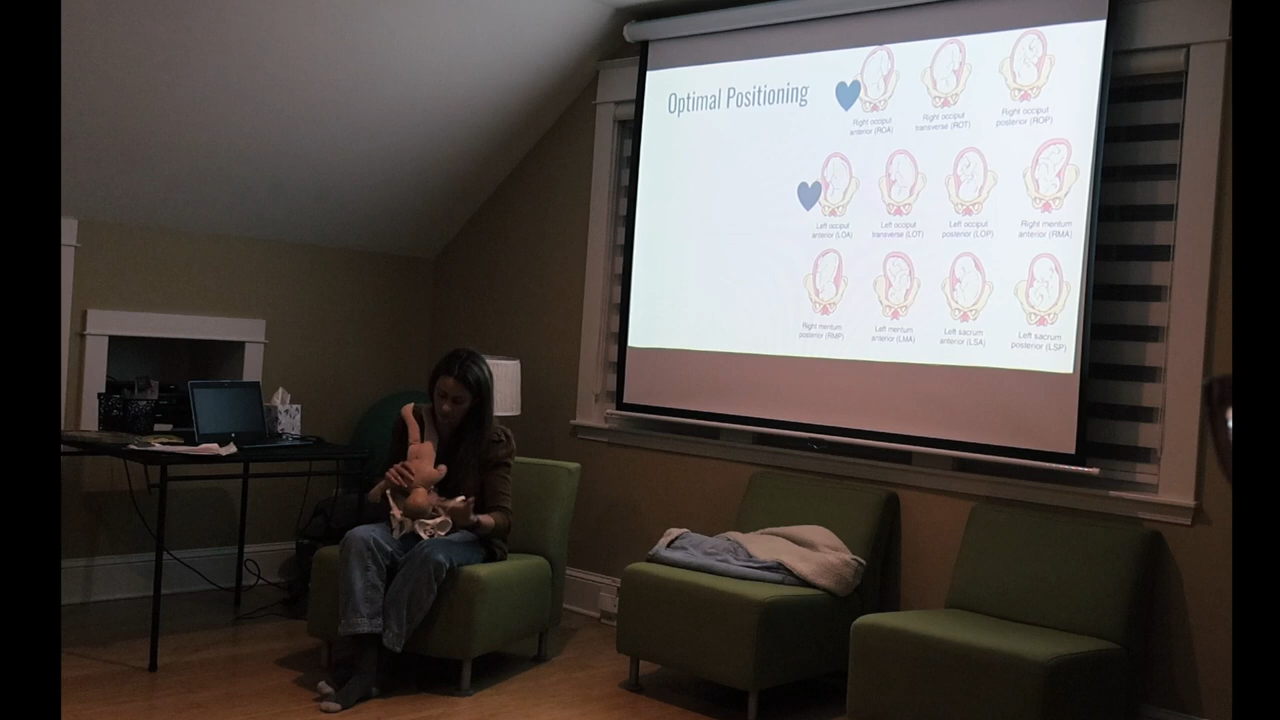 Optimal Positioning
Right occiput
anterior (ROA)
Right occiput
transverse (ROT)
Right occiput
posterior (ROP)
Left occiput
anterior (LOA)
Left occiput
transverse (LOT)
Left occiput
posterior (LOP)
Right mentum
anterior (RMA)
Right mentum
posterior (RMP)
Left mentum
anterior (LMA)
Left sacrum
anterior (LSA)
Left sacrum
posterior (LSP)